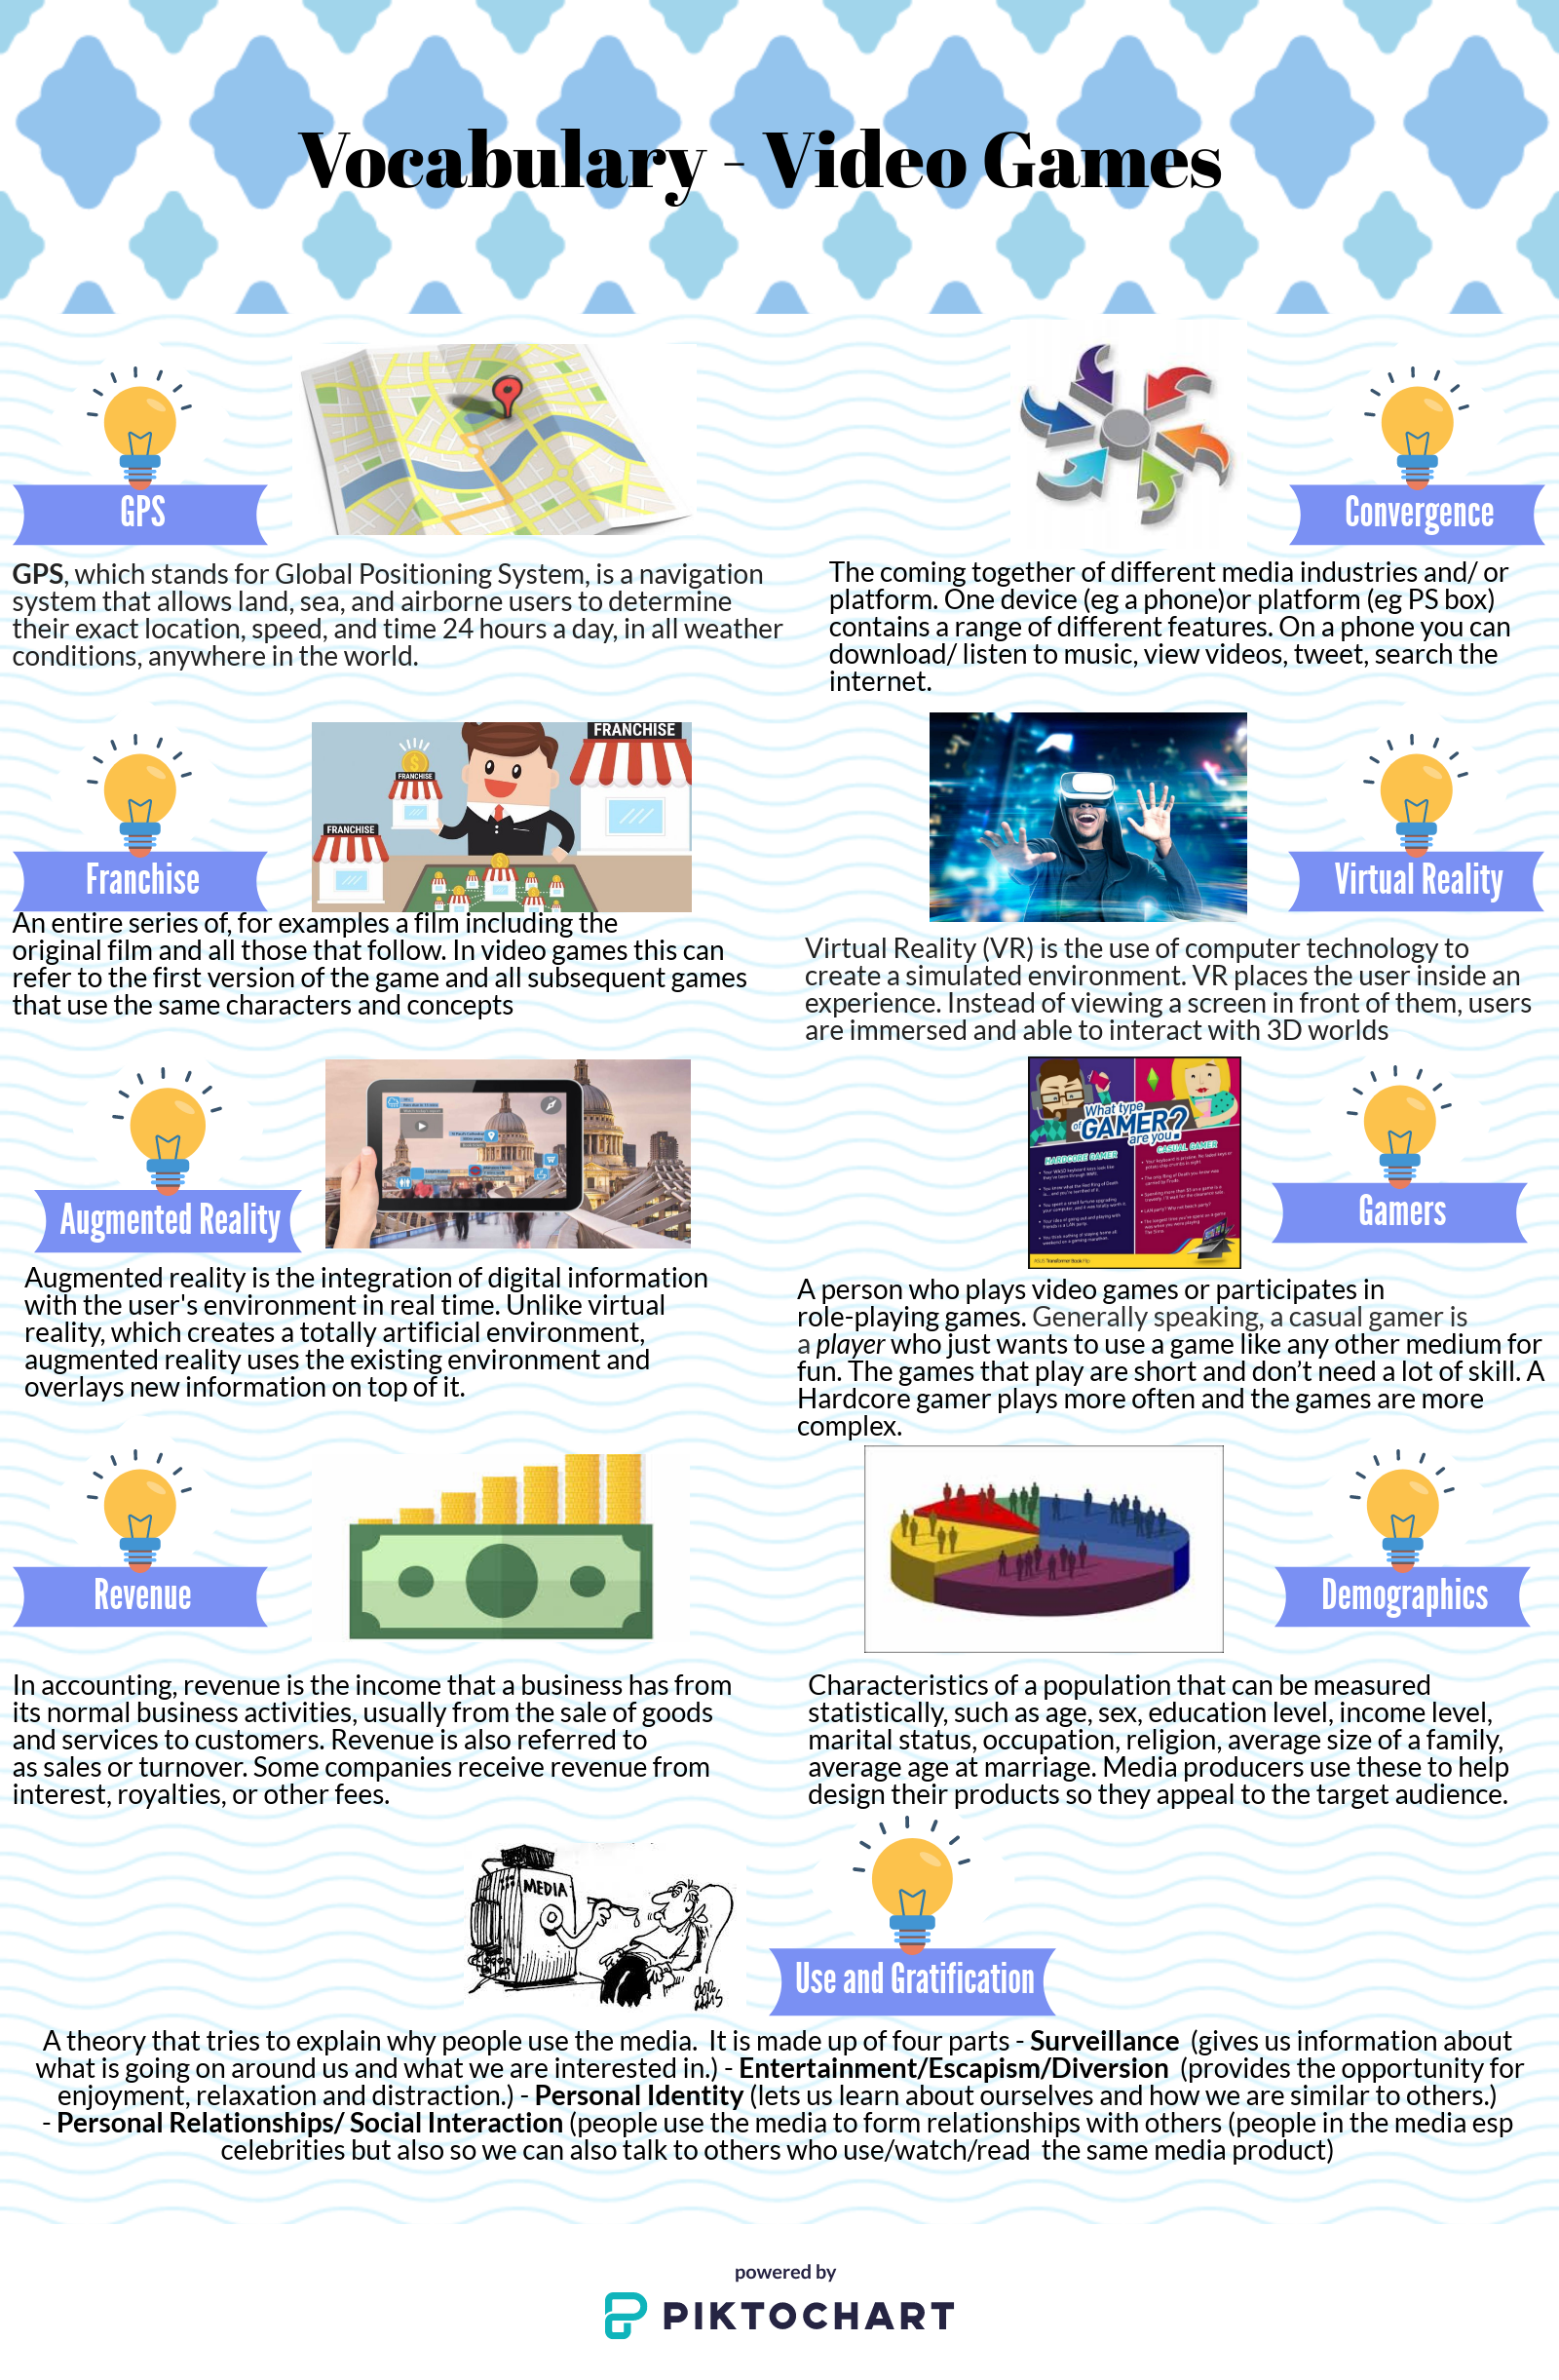 Vocabulary - Video Games
GPS
GPS, which stands for Global Positioning System, is a navigation
system that allows land, sea, and airborne users to determine
their exact location, speed, and time 24 hours a day, in all weather
conditions, anywhere in the world.
Convergence
The coming together of different media industries and/ or
platform. One device (eg a phone)or platform (eg PS box)
contains a range of different features. On a phone you can
download/ listen to music, view videos, tweet, search the
internet.
FRANCHISE
FRANCHISE
FRANCHISE
Franchise
An entire series of, for examples a film including the
original film and all those that follow. In video games this can
refer to the first version of the game and all subsequent games
that use the same characters and concepts
Virtual Reality
Virtual Reality (VR) is the use of computer technology to
create a simulated environment. VR places the user inside an
experience. Instead of viewing a screen in front of them, users
are immersed and able to interact with 3D worlds
Augmented Reality
Augmented reality is the integration of digital information
with the user's environment in real time. Unlike virtual
reality, which creates a totally artificial environment,
augmented reality uses the existing environment and
overlays new information on top of it.
What type
of GAMER?
are you?
HARDCORE GAMER
CASUAL GAMER
Gamers
A person who plays video games or participates in
role-playing games. Generally speaking, a casual gamer is
a player who just wants to use a game like any other medium for
fun. The games that play are short and don’t need a lot of skill. A
Hardcore gamer plays more often and the games are more
complex.
Revenue
In accounting, revenue is the income that a business has from
its normal business activities, usually from the sale of goods
and services to customers. Revenue is also referred to
as sales or turnover. Some companies receive revenue from
interest, royalties, or other fees.
Demographics
Characteristics of a population that can be measured
statistically, such as age, sex, education level, income level,
marital status, occupation, religion, average size of a family,
average age at marriage. Media producers use these to help
design their products so they appeal to the target audience.
MEDIA
Use and Gratification
A theory that tries to explain why people use the media. It is made up of four parts - Surveillance (gives us information about
what is going on around us and what we are interested in.) - Entertainment/Escapism/Diversion (provides the opportunity for
enjoyment, relaxation and distraction.) - Personal Identity (lets us learn about ourselves and how we are similar to others.)
- Personal Relationships/ Social Interaction (people use the media to form relationships with others (people in the media esp
celebrities but also so we can also talk to others who use/watch/read the same media product)
powered by
PIKTOCHART